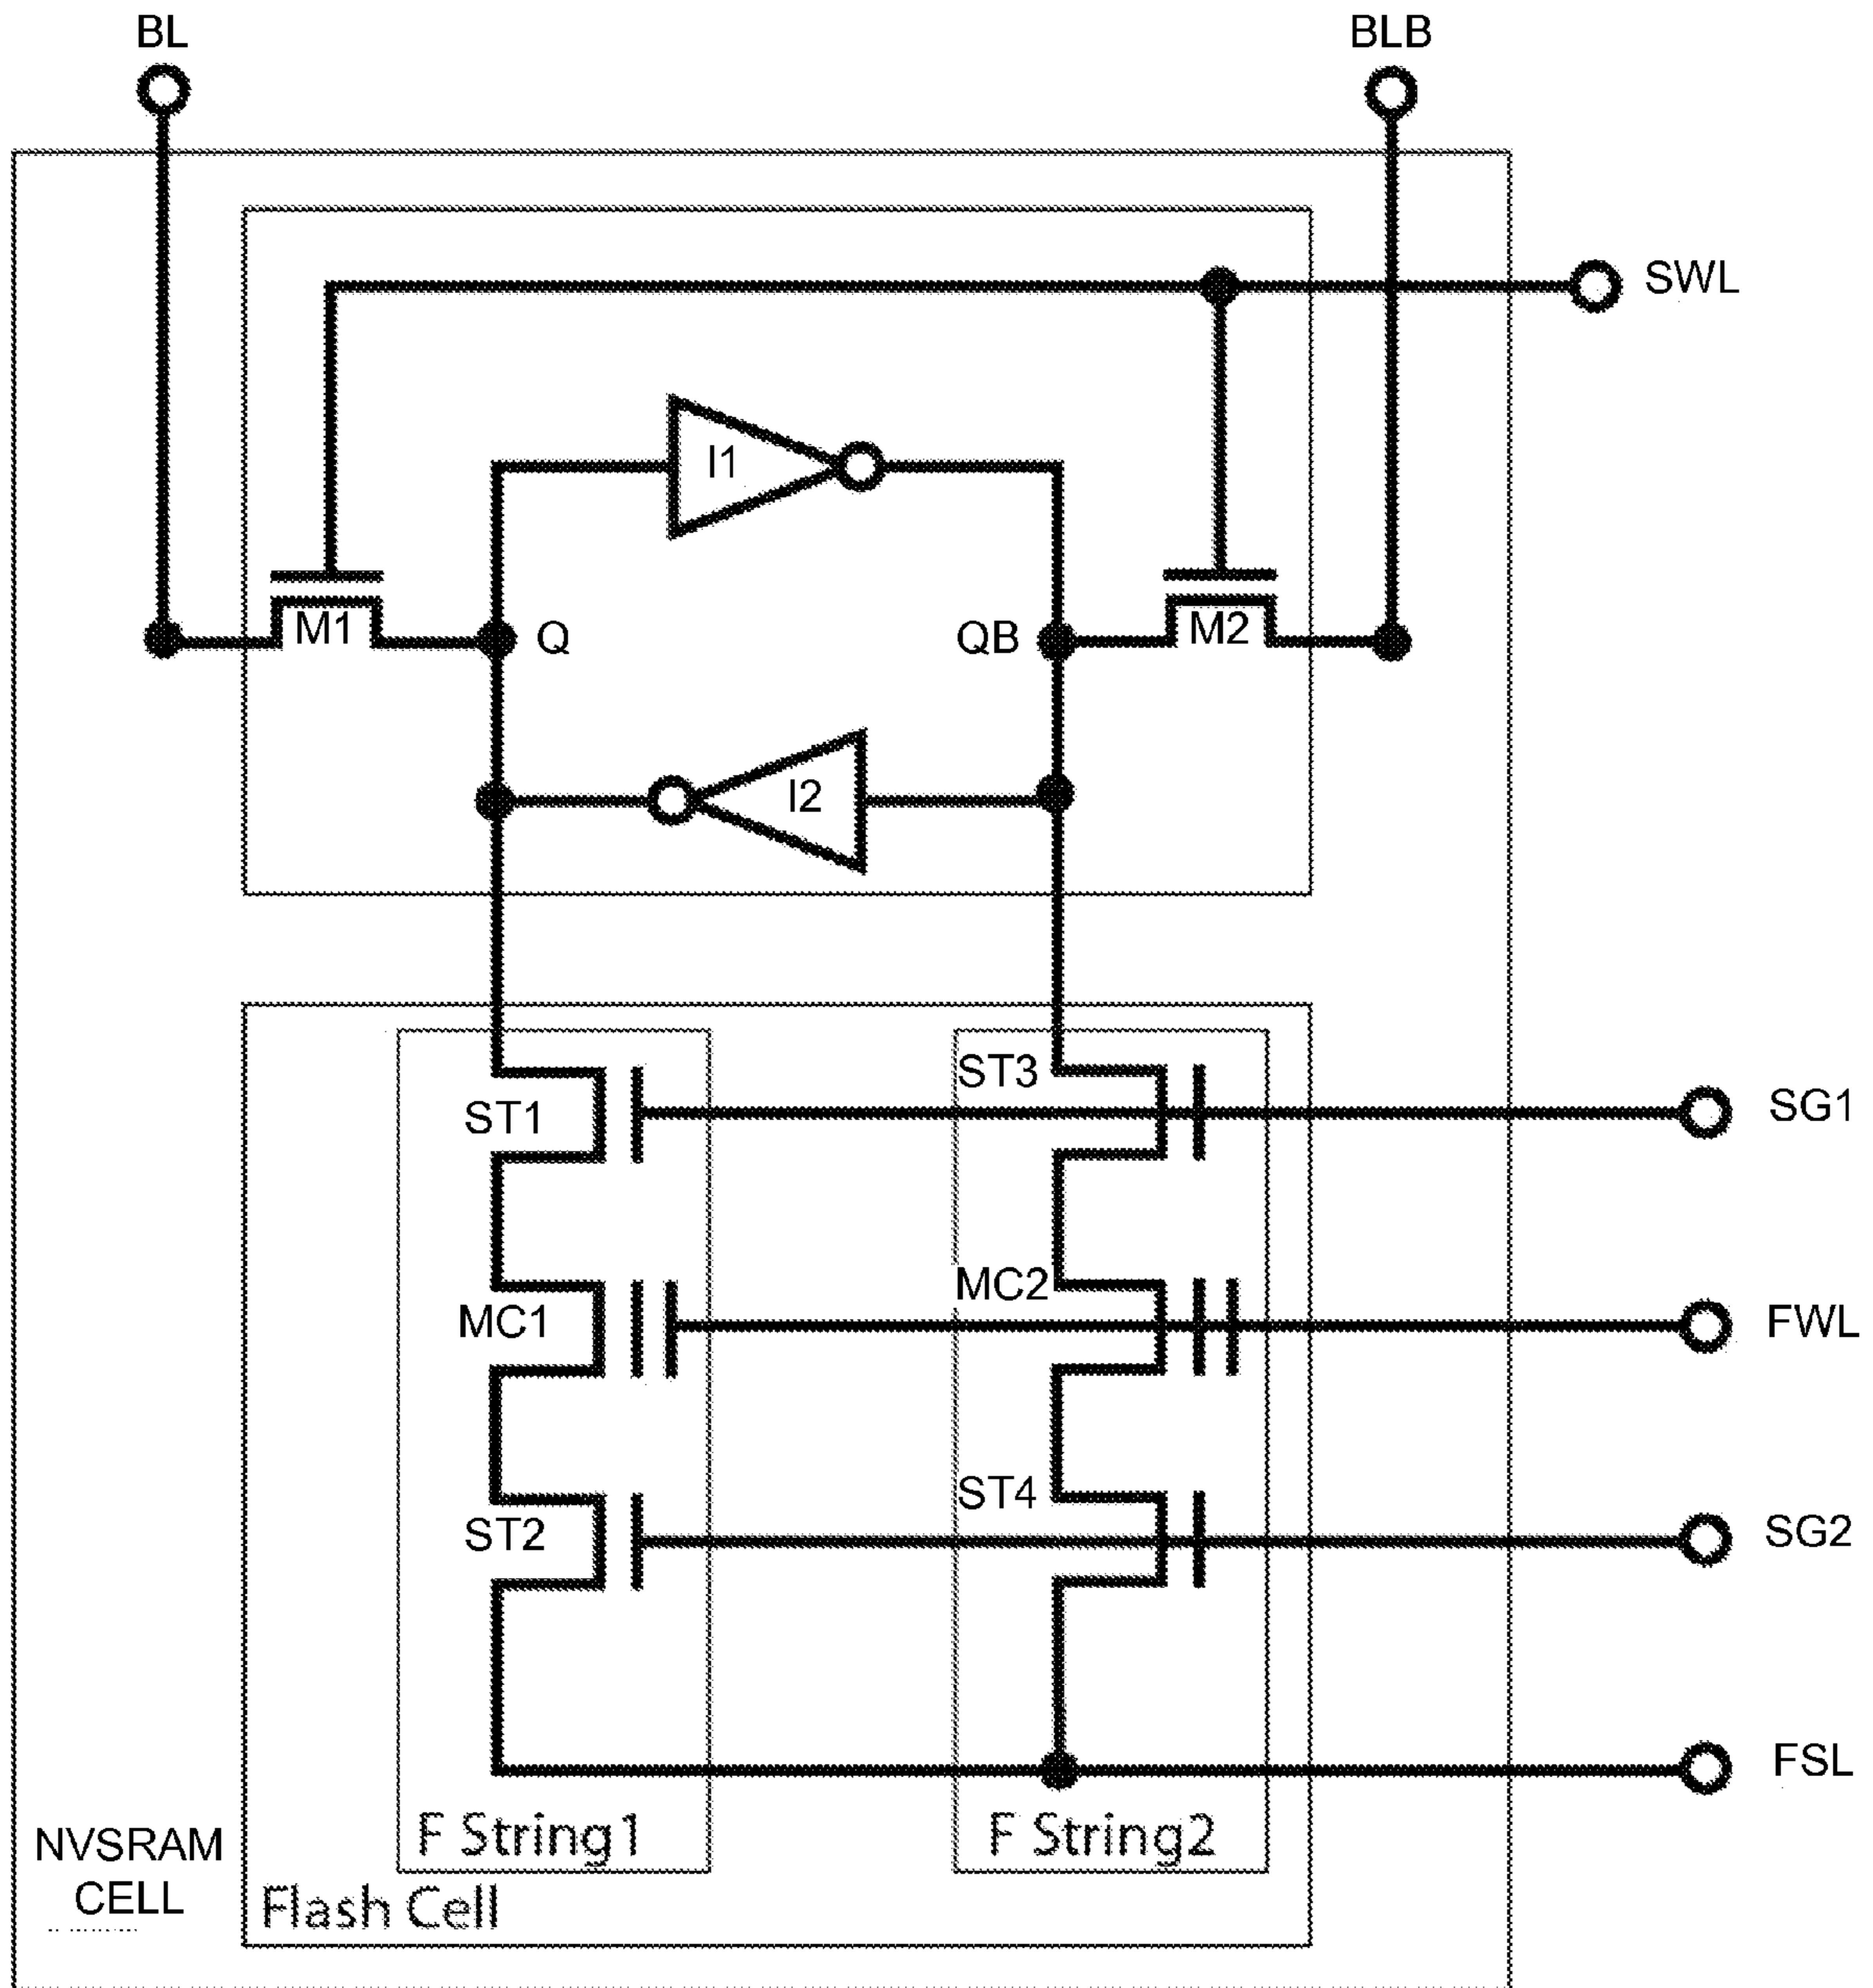 BL
BLB
SWL
I1
M1
Q
QB
M2
I2
ST1
ST3
SG1
MC1
MC2
FWL
ST2
ST4
SG2
FSL
F String1
F String2
NVSRAM
CELL
Flash Cell